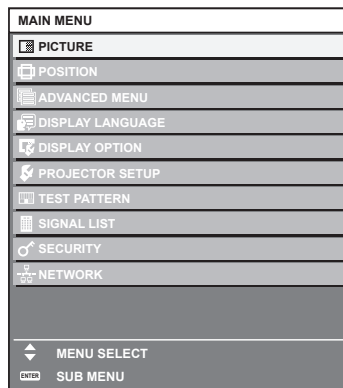 MAIN MENU
PICTURE
POSITION
ADVANCED MENU
DISPLAY LANGUAGE
DISPLAY OPTION
PROJECTOR SETUP
TEST PATTERN
SIGNAL LIST
SECURITY
NETWORK
MENU SELECT
ENTER SUB MENU